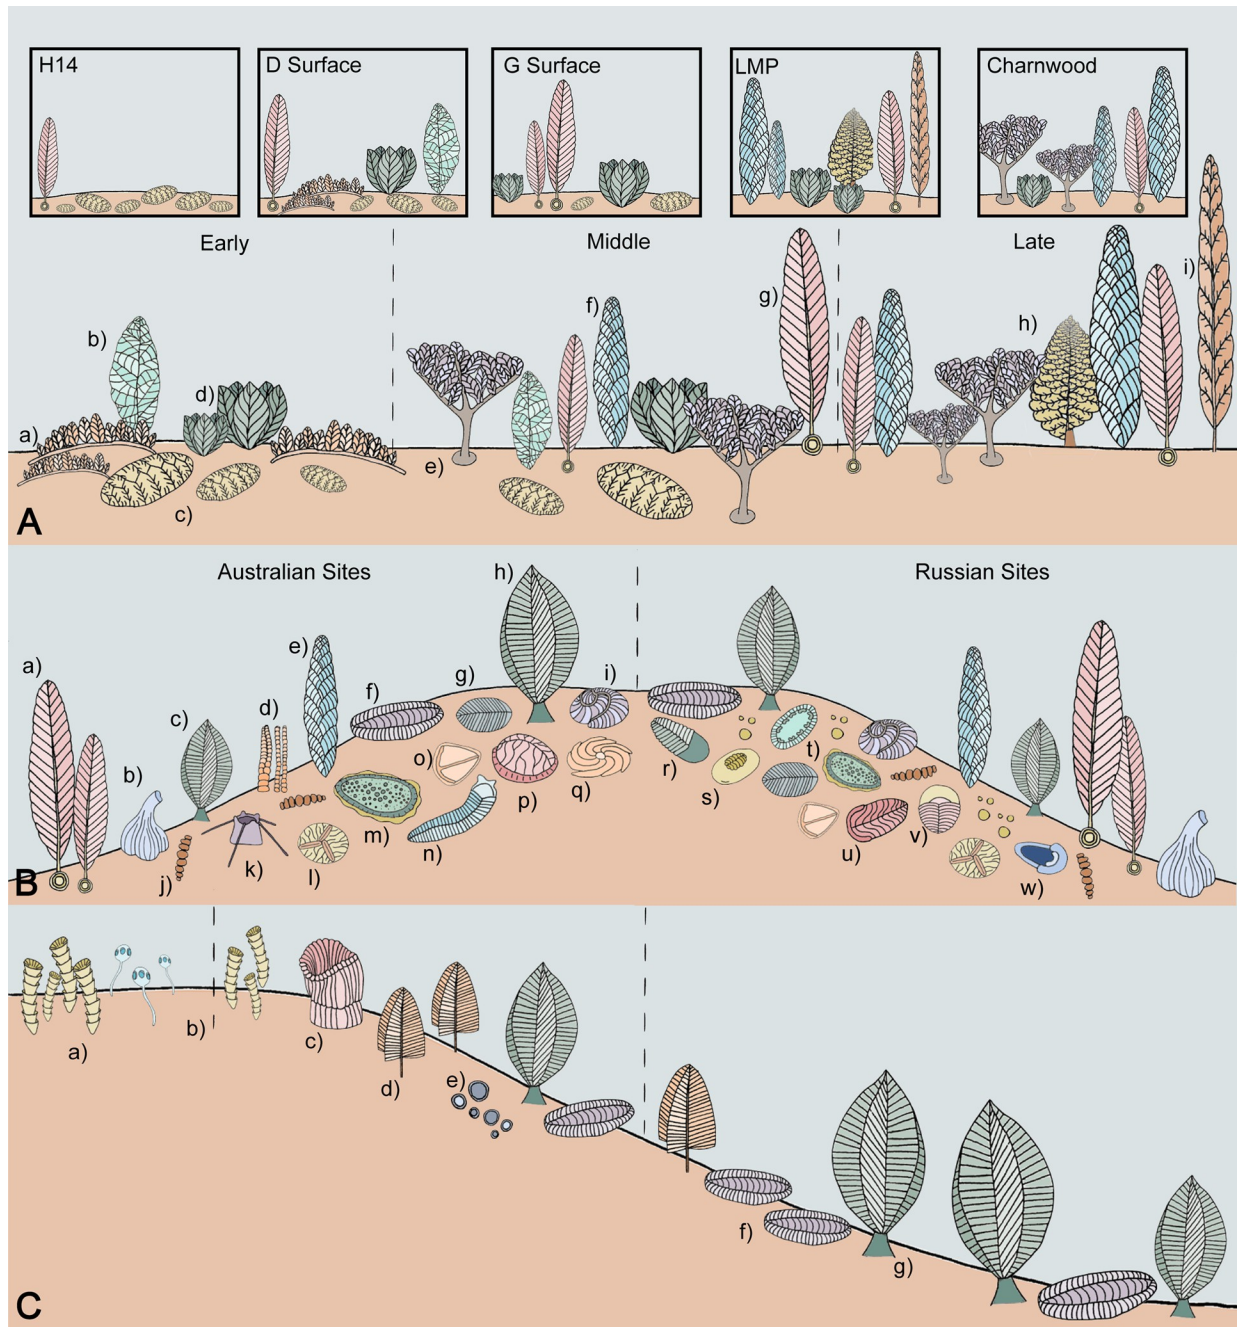 H14
D Surface
G Surface
LMP
Charnwood
Early
Middle
Late
a)
b)
c)
d)
e)
f)
g)
h)
i)
A
Australian Sites
Russian Sites
a)
b)
c)
d)
e)
f)
g)
h)
i)
j)
k)
l)
m)
n)
o)
p)
q)
r)
s)
t)
u)
v)
w)
B
a)
b)
c)
d)
e)
f)
g)
C